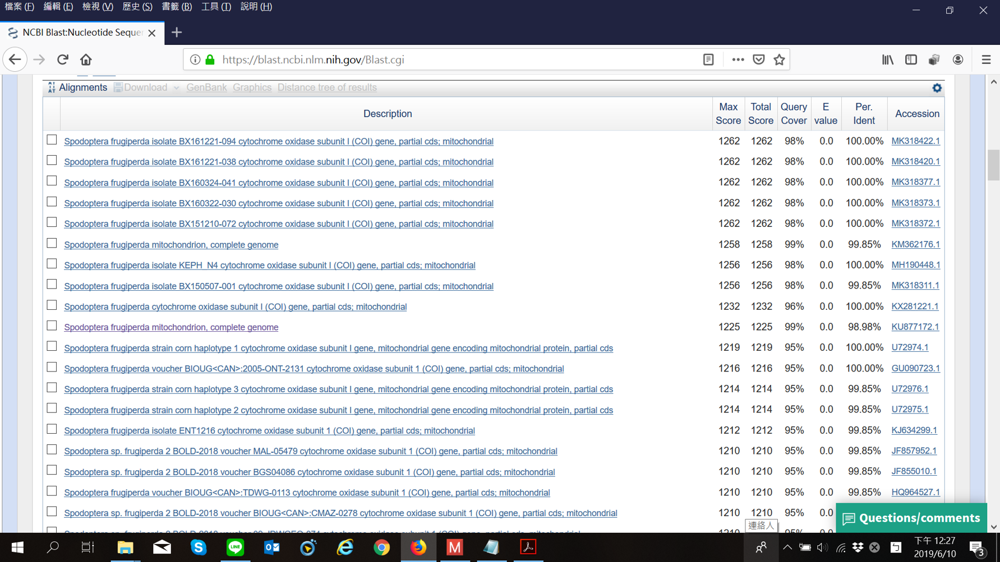 檔案 (F) 編輯 (E) 檢視 (V) 歷史 (S) 書籤 (B) 工具 (T) 說明 (H)
NCBI Blast:Nucleotide Seque
https://blast.ncbi.nlm.nih.gov/Blast.cgi
Alignments Download GenBank Graphics Distance tree of results
Description Max Score Total Score Query Cover E value Per. Ident Accession
Spodoptera frugiperda isolate BX161221-094 cytochrome oxidase subunit I (COI) gene, partial cds; mitochondrial 1262 1262 98% 0.0 100.00% MK318422.1
Spodoptera frugiperda isolate BX161221-038 cytochrome oxidase subunit I (COI) gene, partial cds; mitochondrial 1262 1262 98% 0.0 100.00% MK318420.1
Spodoptera frugiperda isolate BX160324-041 cytochrome oxidase subunit I (COI) gene, partial cds; mitochondrial 1262 1262 98% 0.0 100.00% MK318377.1
Spodoptera frugiperda isolate BX160322-030 cytochrome oxidase subunit I (COI) gene, partial cds; mitochondrial 1262 1262 98% 0.0 100.00% MK318373.1
Spodoptera frugiperda isolate BX151210-072 cytochrome oxidase subunit I (COI) gene, partial cds; mitochondrial 1262 1262 98% 0.0 100.00% MK318372.1
Spodoptera frugiperda mitochondrion, complete genome 1258 1258 99% 0.0 99.85% KM362176.1
Spodoptera frugiperda isolate KEPH_N4 cytochrome oxidase subunit I (COI) gene, partial cds; mitochondrial 1256 1256 98% 0.0 100.00% MH190448.1
Spodoptera frugiperda isolate BX150507-001 cytochrome oxidase subunit I (COI) gene, partial cds; mitochondrial 1256 1256 98% 0.0 99.85% MK318311.1
Spodoptera frugiperda cytochrome oxidase subunit I (COI) gene, partial cds; mitochondrial 1232 1232 96% 0.0 100.00% KX281221.1
Spodoptera frugiperda mitochondrion, complete genome 1225 1225 99% 0.0 98.98% KU877172.1
Spodoptera frugiperda strain corn haplotype 1 cytochrome oxidase subunit I gene, mitochondrial gene encoding mitochondrial protein, partial cds 1219 1219 95% 0.0 100.00% U72974.1
Spodoptera frugiperda voucher BIOUG<CAN>:2005-ONT-2131 cytochrome oxidase subunit 1 (COI) gene, partial cds; mitochondrial 1216 1216 95% 0.0 100.00% GU090723.1
Spodoptera frugiperda strain corn haplotype 3 cytochrome oxidase subunit I gene, mitochondrial gene encoding mitochondrial protein, partial cds 1214 1214 95% 0.0 99.85% U72976.1
Spodoptera frugiperda strain corn haplotype 2 cytochrome oxidase subunit I gene, mitochondrial gene encoding mitochondrial protein, partial cds 1214 1214 95% 0.0 99.85% U72975.1
Spodoptera frugiperda isolate ENT1216 cytochrome oxidase subunit 1 (COI) gene, partial cds; mitochondrial 1212 1212 95% 0.0 99.85% KJ634299.1
Spodoptera sp. frugiperda 2 BOLD-2018 voucher MAL-05479 cytochrome oxidase subunit 1 (COI) gene, partial cds; mitochondrial 1210 1210 95% 0.0 99.85% JF857952.1
Spodoptera sp. frugiperda 2 BOLD-2018 voucher BGS04086 cytochrome oxidase subunit 1 (COI) gene, partial cds; mitochondrial 1210 1210 95% 0.0 99.85% JF855010.1
Spodoptera frugiperda voucher BIOUG<CAN>:TDWG-0113 cytochrome oxidase subunit 1 (COI) gene, partial cds; mitochondrial 1210 1210 95% 0.0 99.85% HQ964527.1
Spodoptera sp. frugiperda 2 BOLD-2018 voucher BIOUG<CAN>:CMAZ-0278 cytochrome oxidase subunit 1 (COI) gene, partial cds; mitochondrial 1210 1210 95% 0.0
Questions/comments
連絡人
下午 12:27
2019/6/10
3